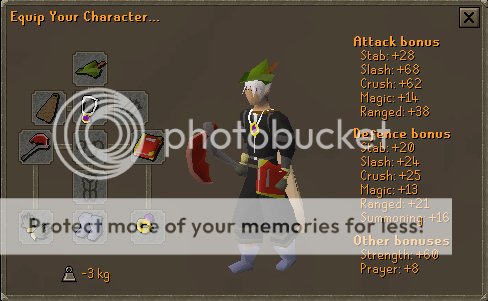 Equip Your Character...
Attack bonus
Stab: +28
Slash: +68
Crush: +62
Magic: +14
Ranged: +38
photobucket
Defence bonus
Stab: +20
Slash: +24
Crush: +25
Magic: +13
Ranged: +21
Summoning: +16
Protect more of your memories for less!
Other bonuses
Strength: +60
Prayer: +8
-3 kg